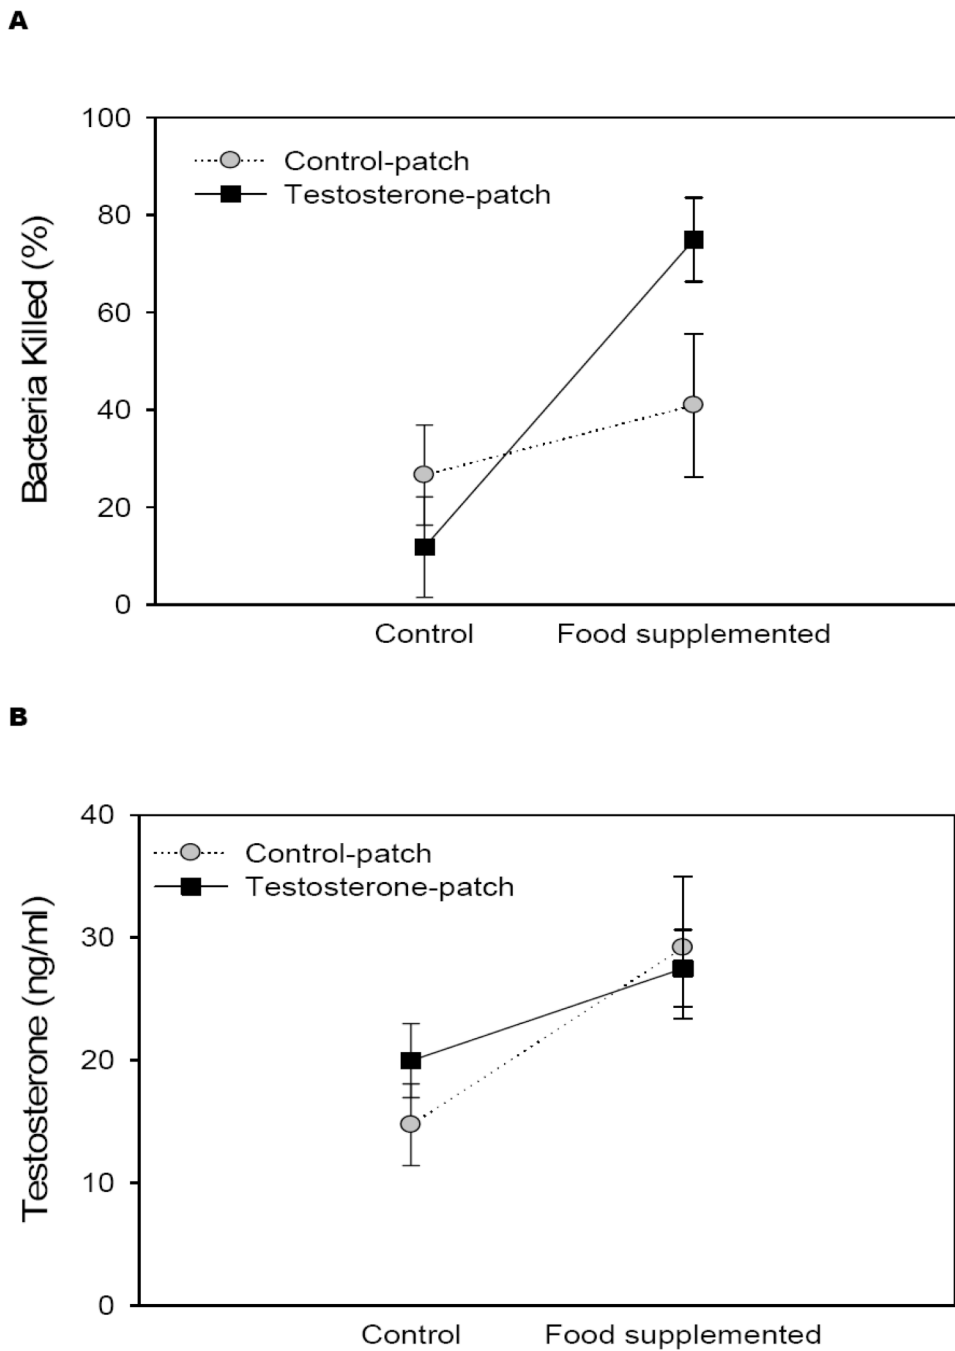 A
100
80
60
40
20
0
Bacteria Killed (%)
Control-patch
Testosterone-patch
Control Food supplemented
B
40
30
20
10
0
Testosterone (ng/ml)
Control-patch
Testosterone-patch
Control Food supplemented